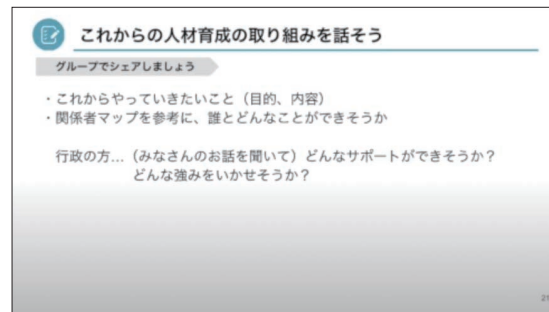 これからの人材育成の取り組みを話そう
グループでシェアしましょう
・これからやっていきたいこと（目的、内容）
・関係者マップを参考に、誰とどんなことができそうか
行政の方…（みなさんのお話を聞いて）どんなサポートができそうか？
どんな強みをいかせそうか？